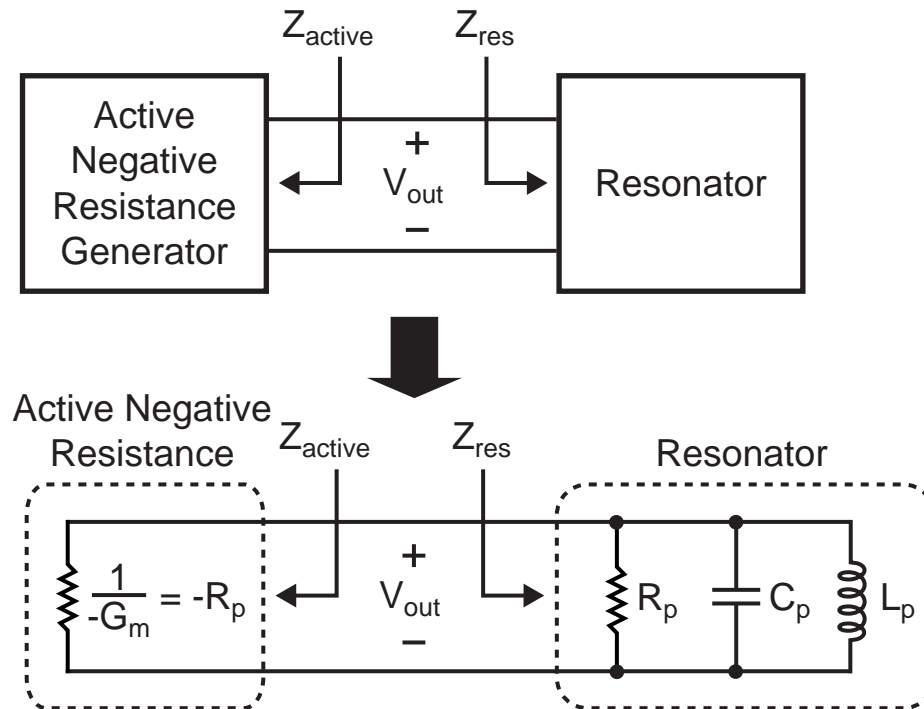 Z_active
Z_res
Active
Negative
Resistance
Generator
+
V_out
−
Resonator
Active Negative
Resistance
Z_active
Z_res
Resonator
1/-G_m = -R_p
+
V_out
−
R_p
C_p
L_p